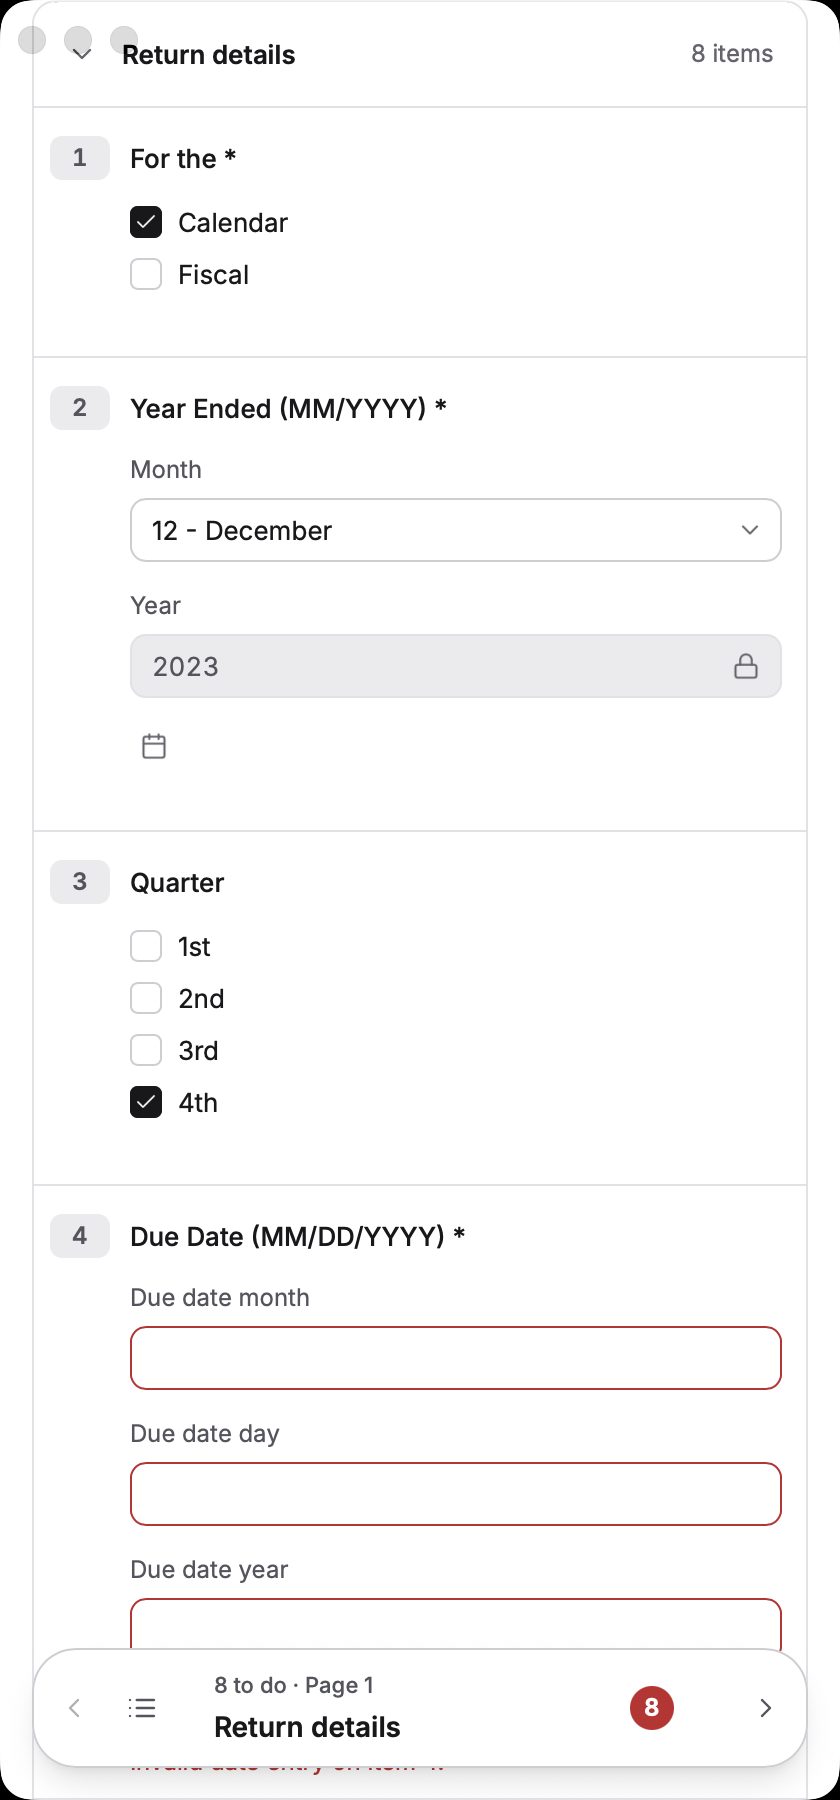 Return details
8 items
1
For the *
Calendar
Fiscal
2
Year Ended (MM/YYYY) *
Month
12 - December
Year
2023
3
Quarter
1st
2nd
3rd
4th
4
Due Date (MM/DD/YYYY) *
Due date month
Due date day
Due date year
8 to do · Page 1
Return details
8